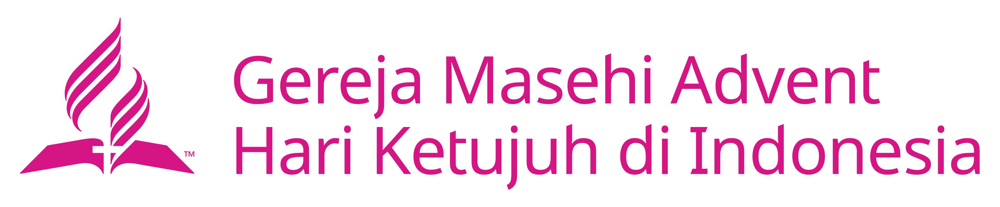 Gereja Masehi Advent
Hari Ketujuh di Indonesia
™